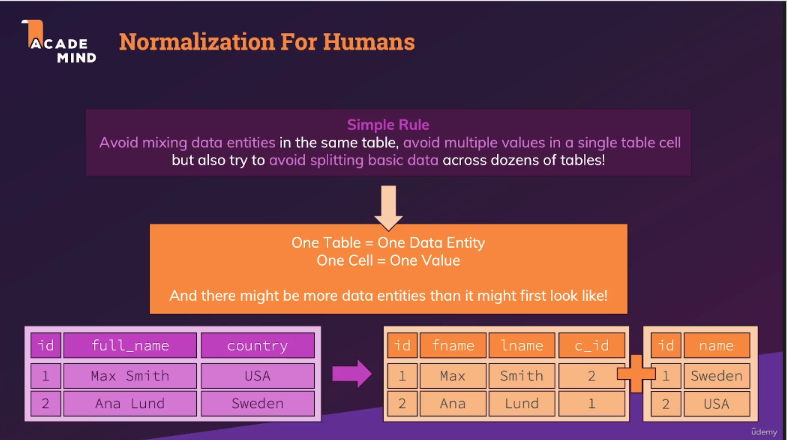 ACADE
MIND
Normalization For Humans
Simple Rule
Avoid mixing data entities in the same table, avoid multiple values in a single table cell
but also try to avoid splitting basic data across dozens of tables!
One Table = One Data Entity
One Cell = One Value
And there might be more data entities than it might first look like!
id full_name country
1 Max Smith USA
2 Ana Lund Sweden
id fname lname c_id
1 Max Smith 2
2 Ana Lund 1
id name
1 Sweden
2 USA
ûdemy